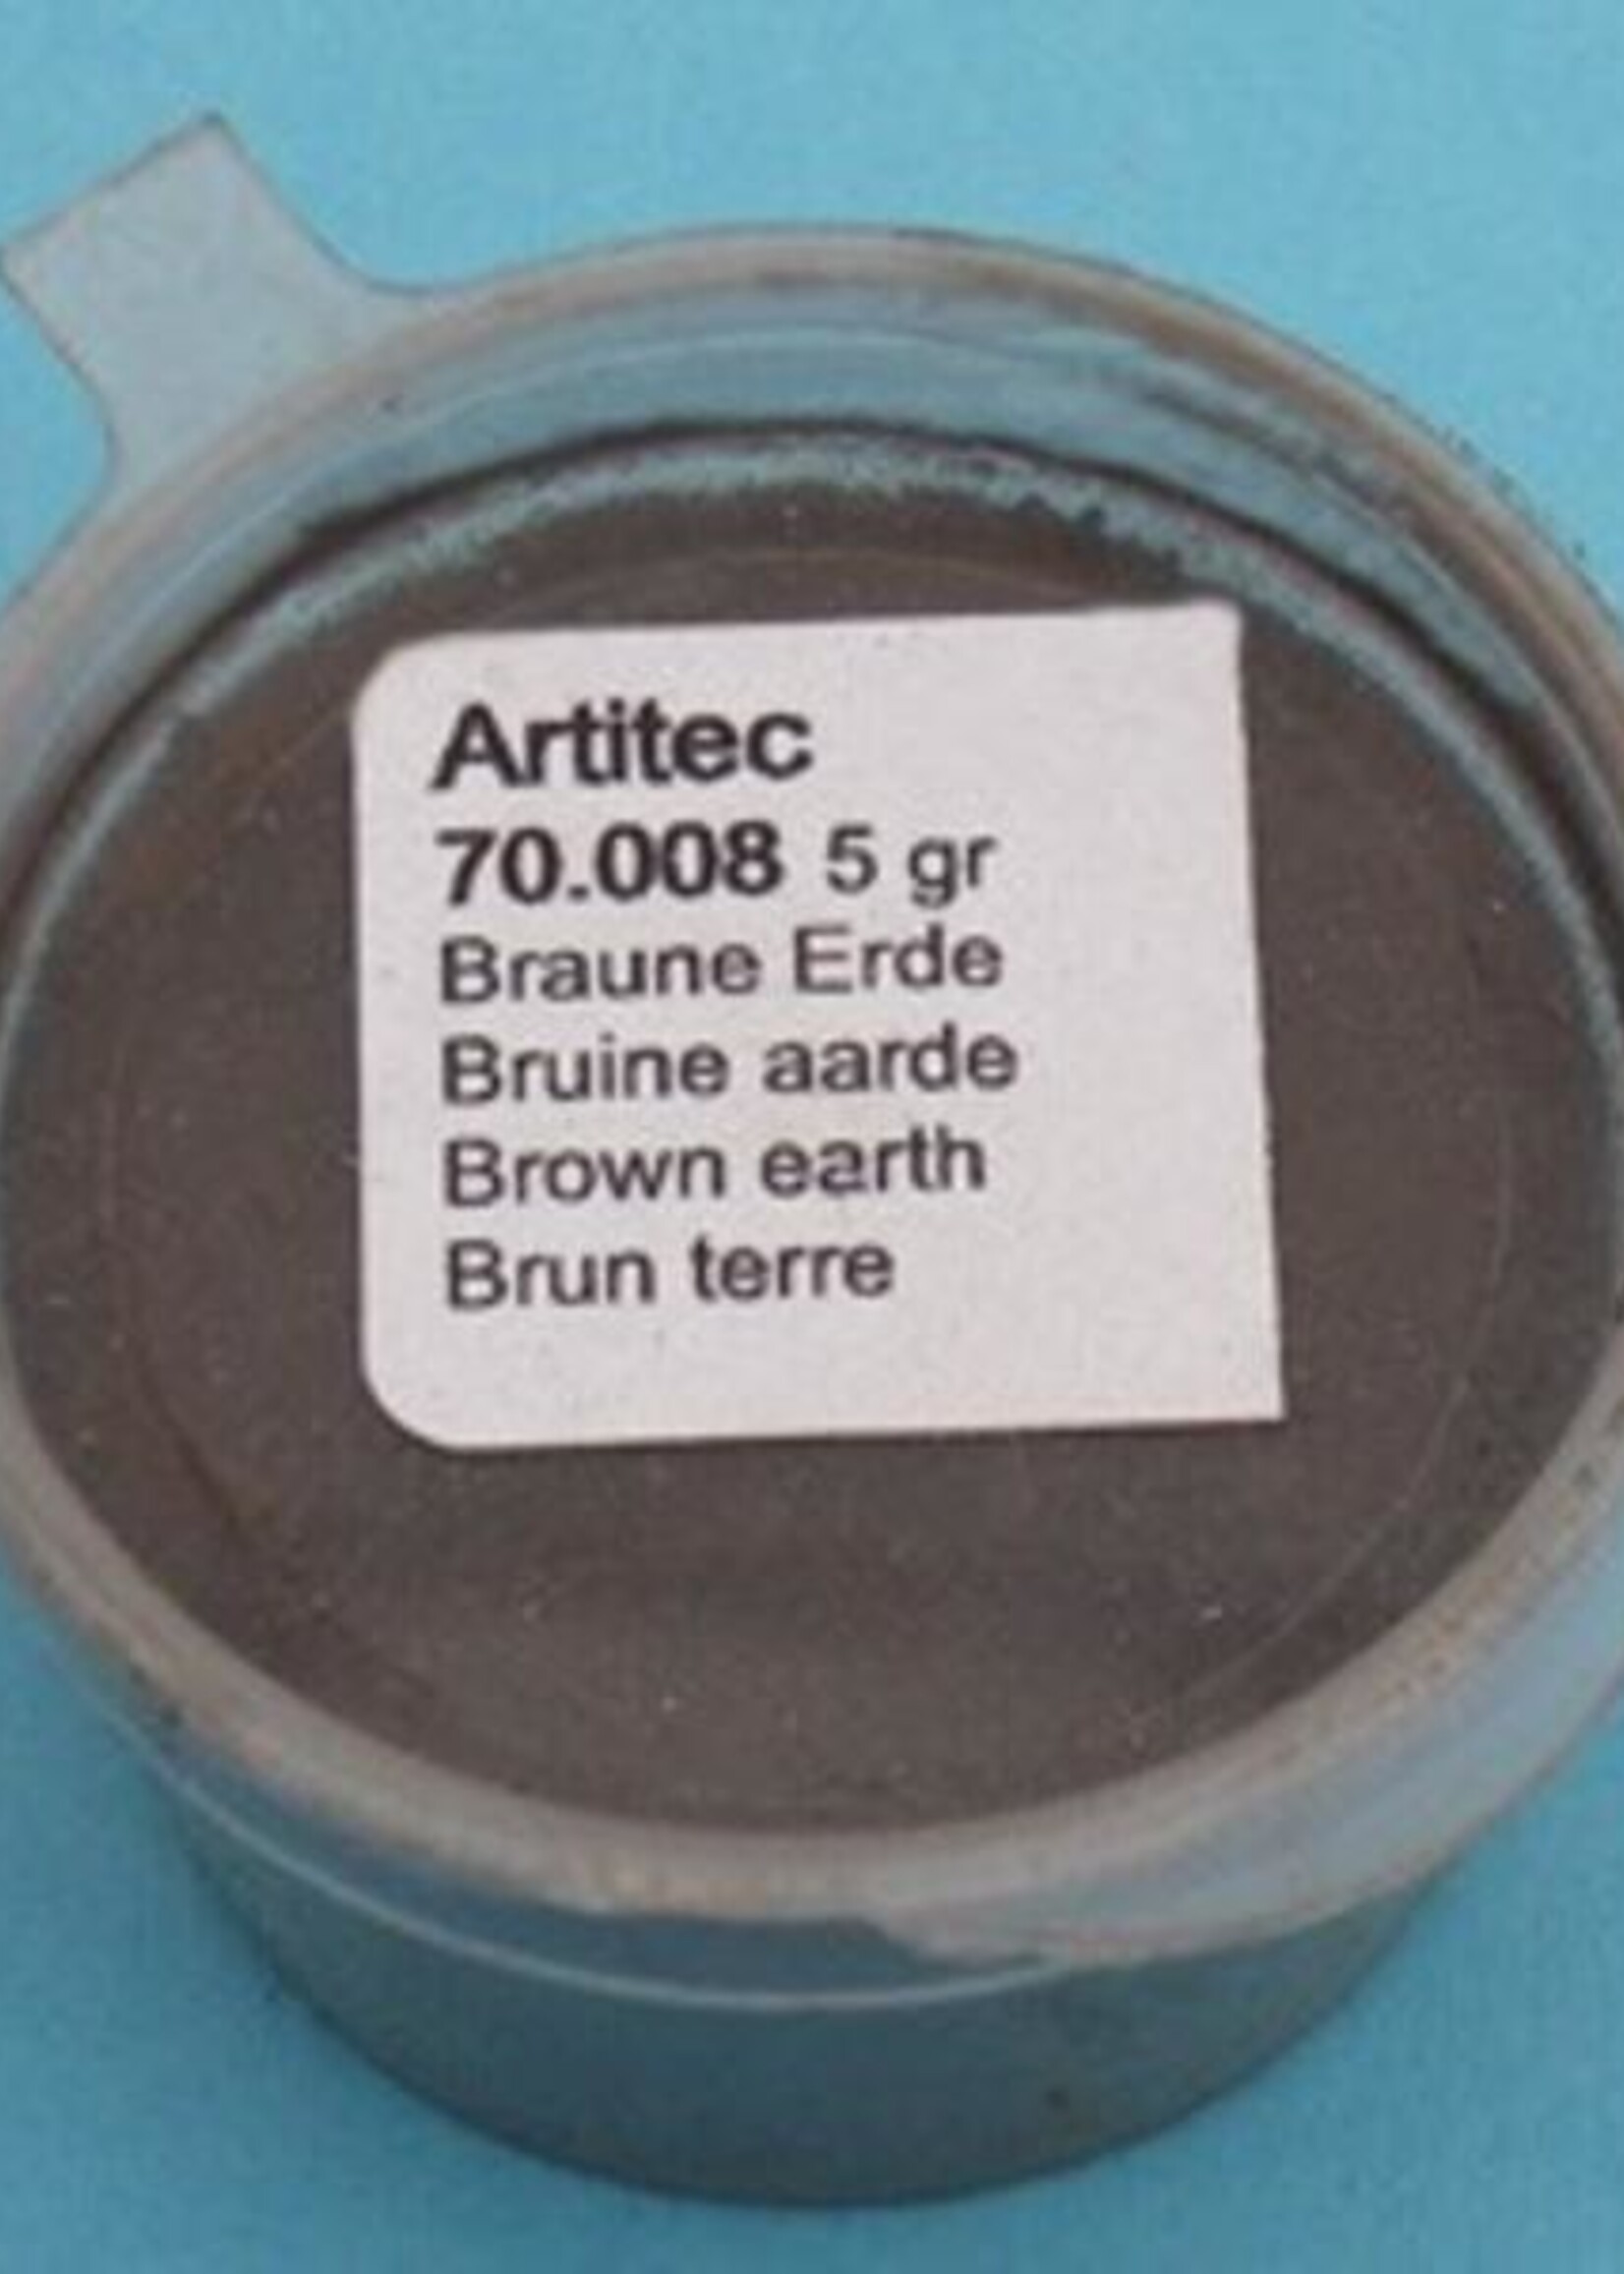 Artitec
70.008 5 gr
Braune Erde
Bruine aarde
Brown earth
Brun terre